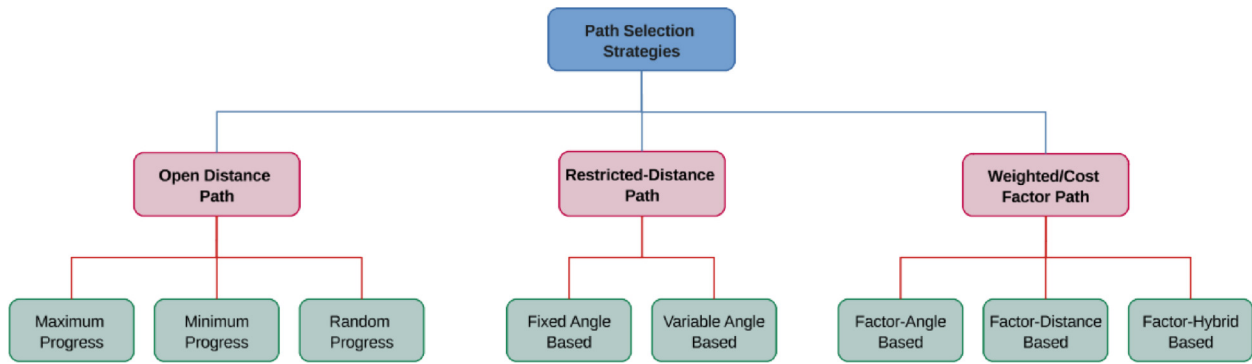 Path Selection
Strategies
Open Distance
Path
Restricted-Distance
Path
Weighted/Cost
Factor Path
Maximum
Progress
Minimum
Progress
Random
Progress
Fixed Angle
Based
Variable Angle
Based
Factor-Angle
Based
Factor-Distance
Based
Factor-Hybrid
Based